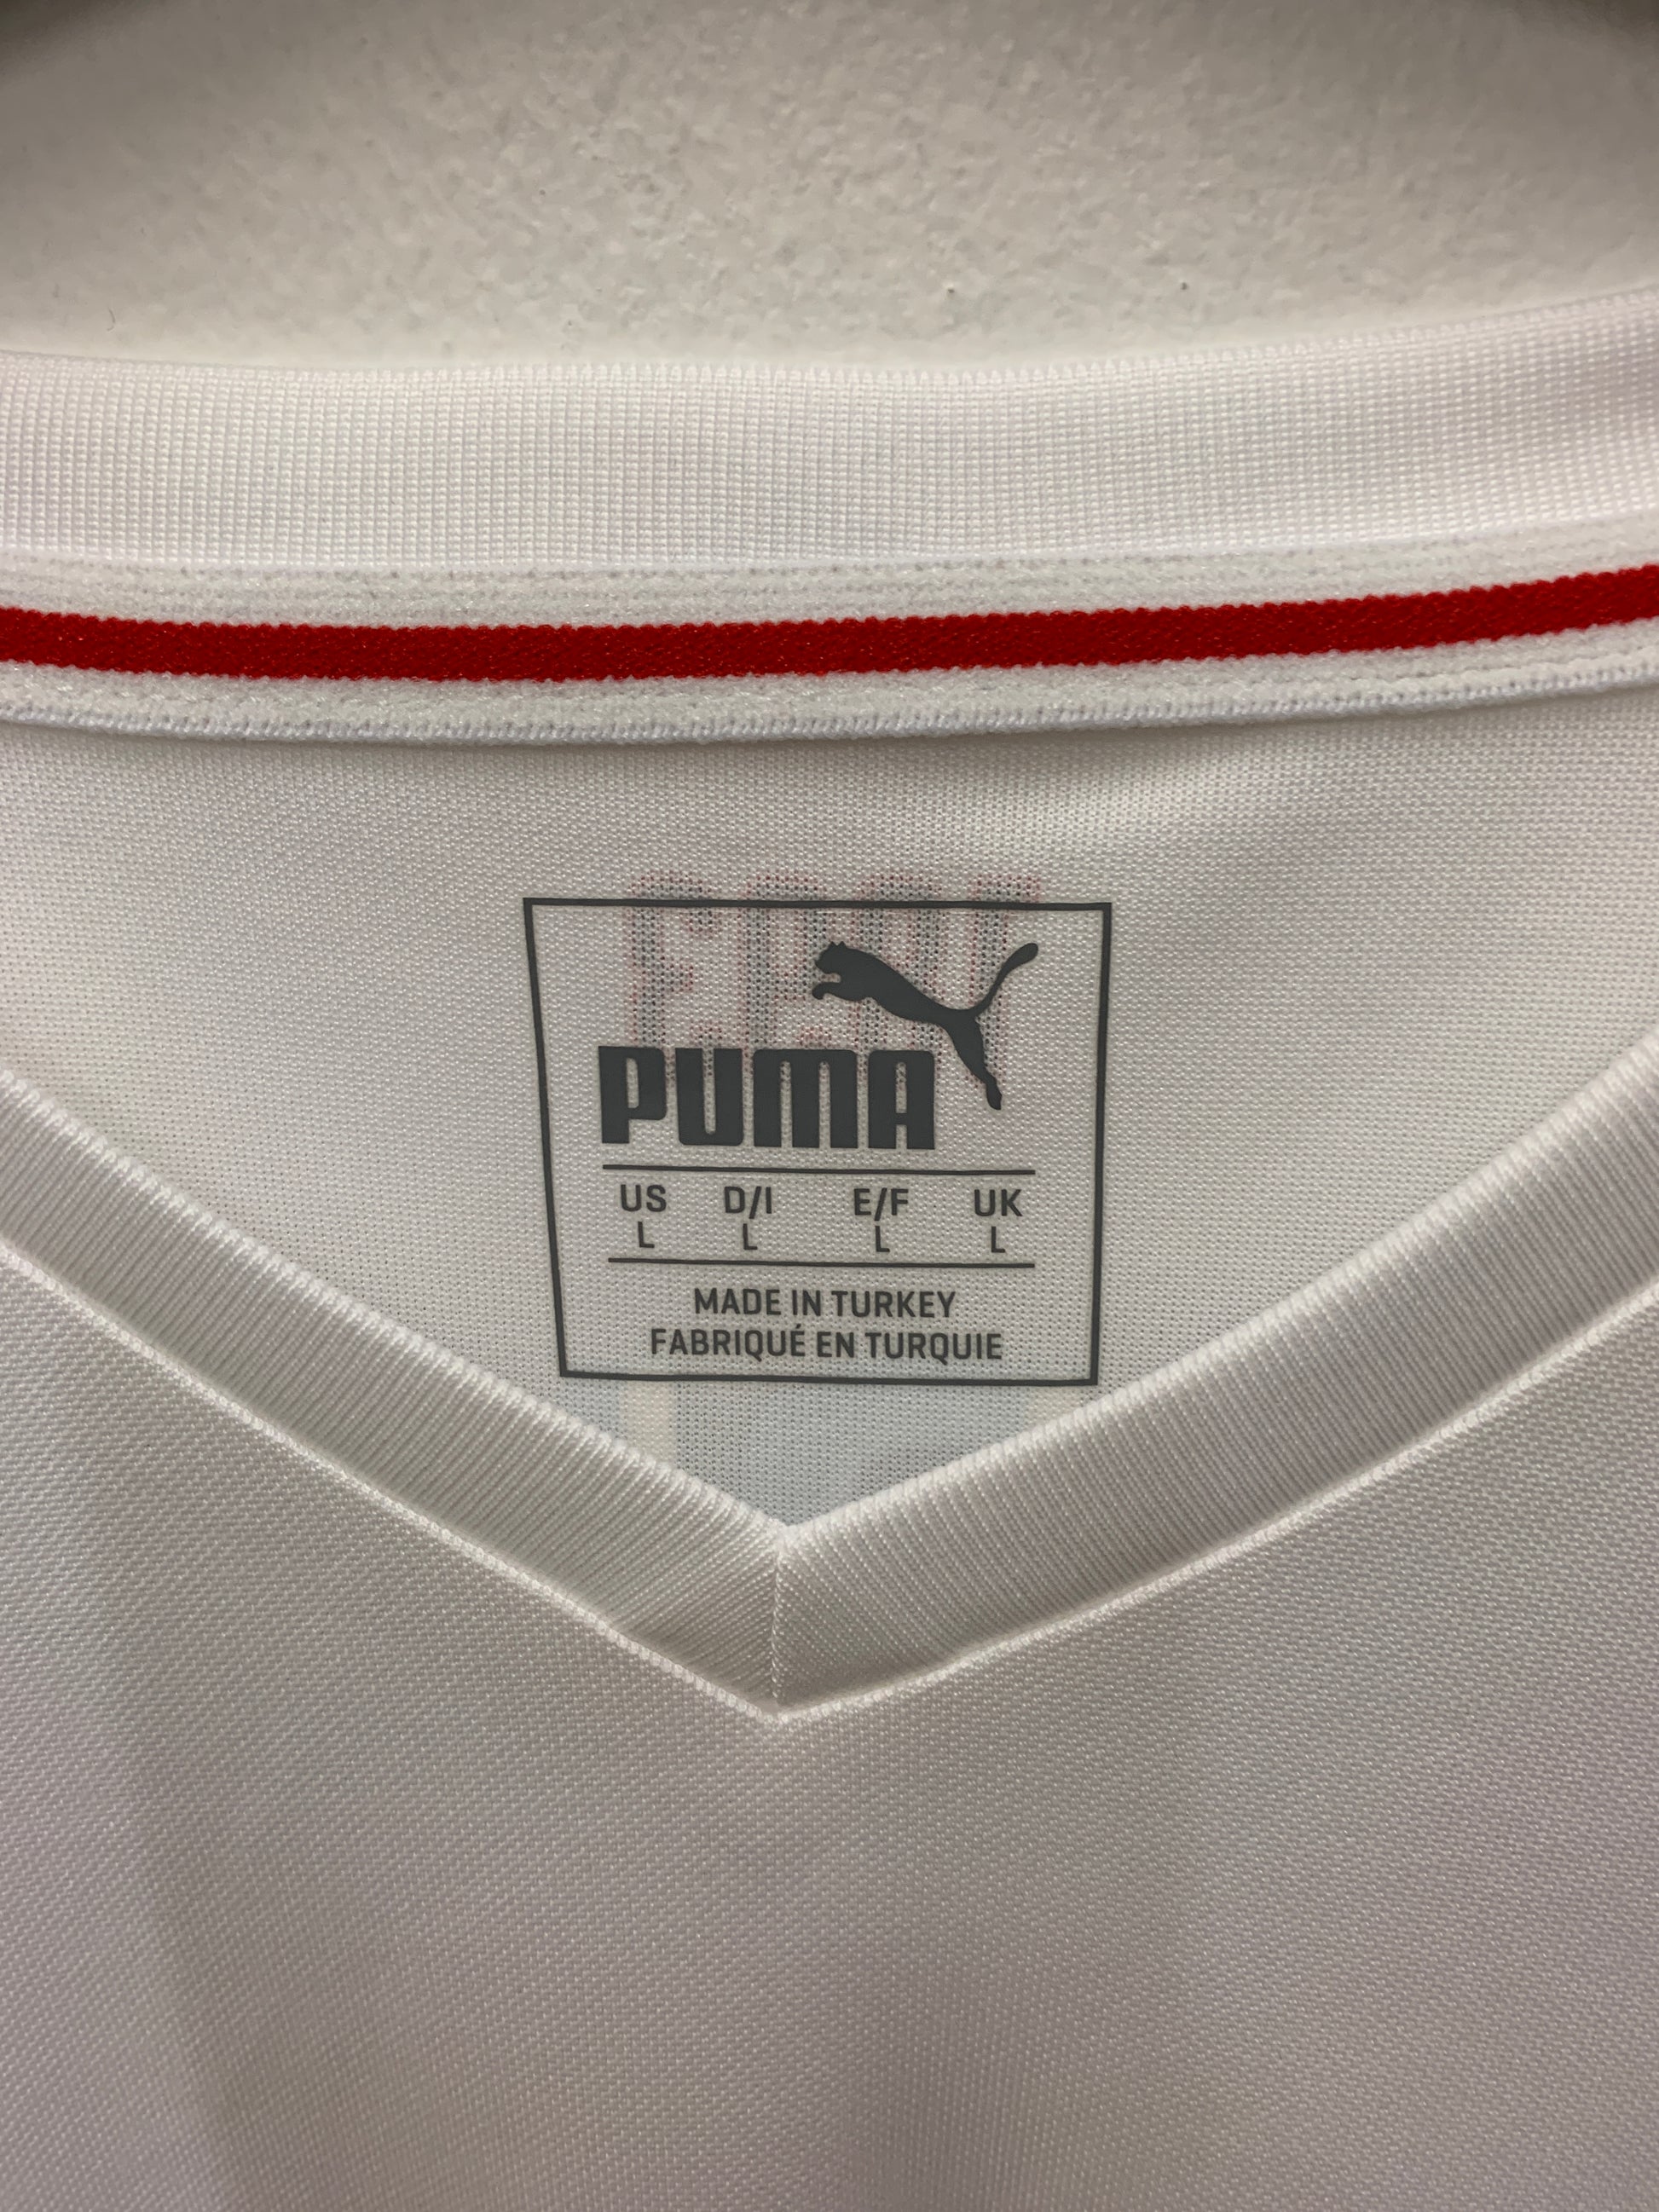 PUMA
US D/I E/F UK
L L L L
MADE IN TURKEY
FABRIQUÉ EN TURQUIE